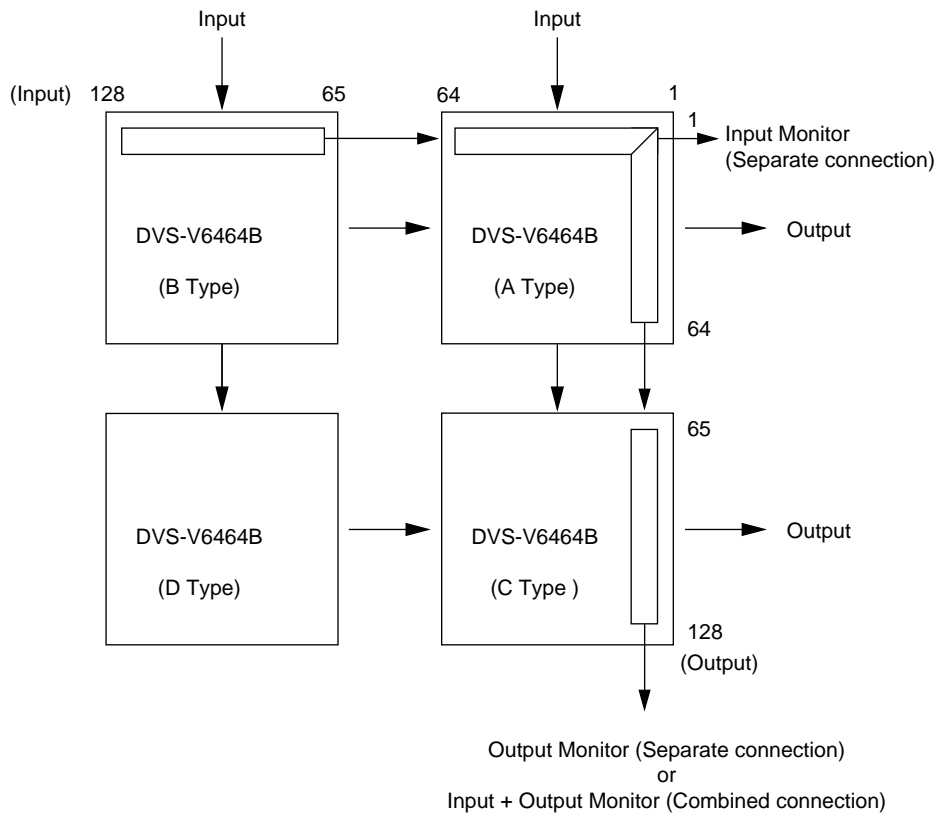 Input
Input
(Input) 128
65
64
1
1
Input Monitor
(Separate connection)
DVS-V6464B
(B Type)
DVS-V6464B
(A Type)
Output
64
65
DVS-V6464B
(D Type)
DVS-V6464B
(C Type )
Output
128
(Output)
Output Monitor (Separate connection)
or
Input + Output Monitor (Combined connection)